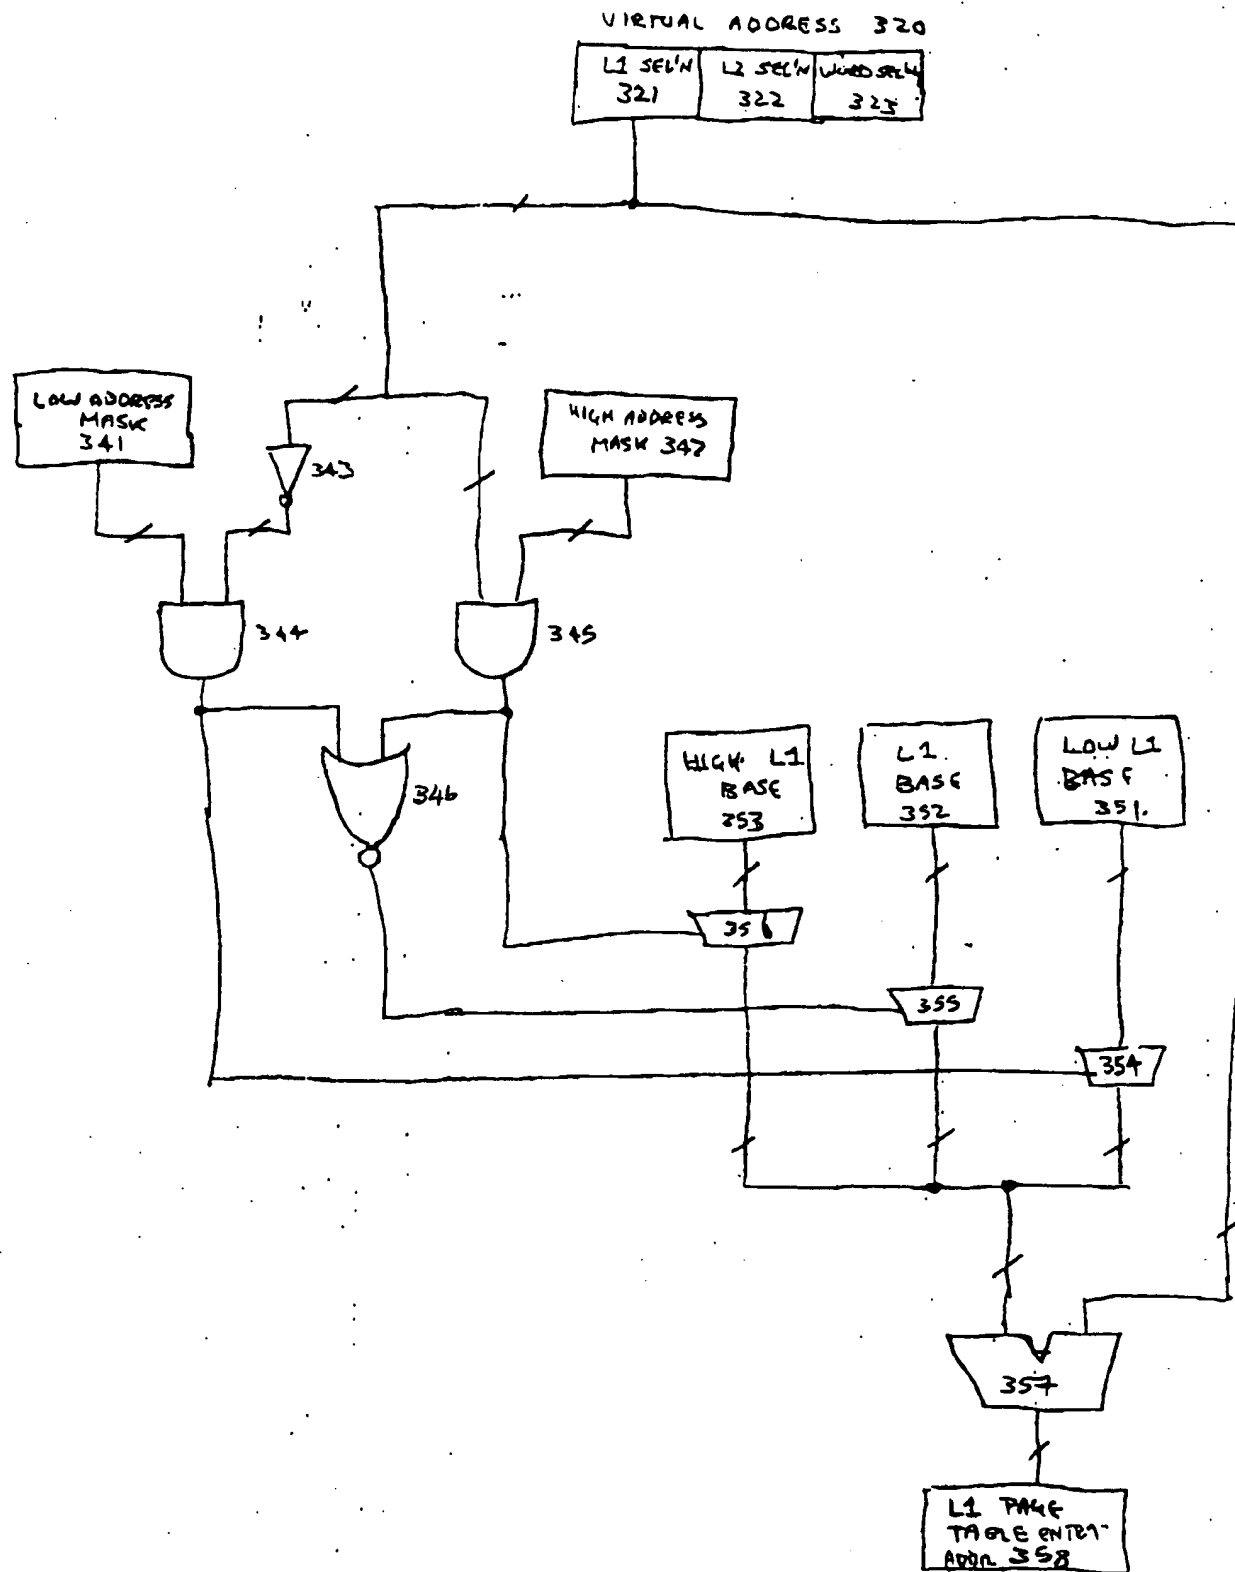 VIRTUAL ADDRESS 320
L1 SEL'N
321
L2 SEL'N
322
WORD SEL'N
323
LOW ADDRESS
MASK
341
343
HIGH ADDRESS
MASK 342
344
345
346
HIGH L1
BASE
353
L1
BASE
352
LOW L1
BASE
351.
356
355
354
357
L1 PAGE
TABLE ENTRY
ADDR 358